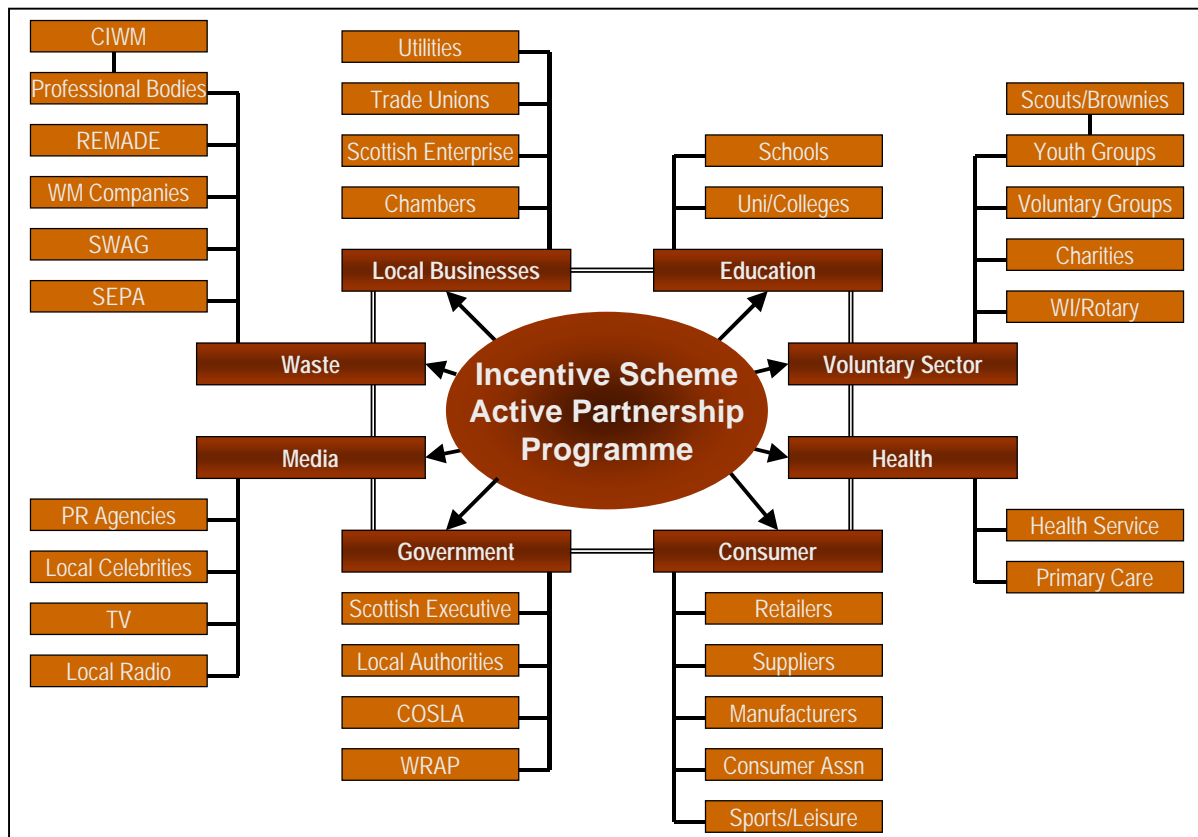 CIWM
Professional Bodies
REMADE
WM Companies
SWAG
SEPA
Waste
Utilities
Trade Unions
Scottish Enterprise
Chambers
Local Businesses
Schools
Uni/Colleges
Education
Scouts/Brownies
Youth Groups
Voluntary Groups
Charities
WI/Rotary
Voluntary Sector
Incentive Scheme
Active Partnership
Programme
Media
PR Agencies
Local Celebrities
TV
Local Radio
Government
Scottish Executive
Local Authorities
COSLA
WRAP
Consumer
Retailers
Suppliers
Manufacturers
Consumer Assn
Sports/Leisure
Health
Health Service
Primary Care